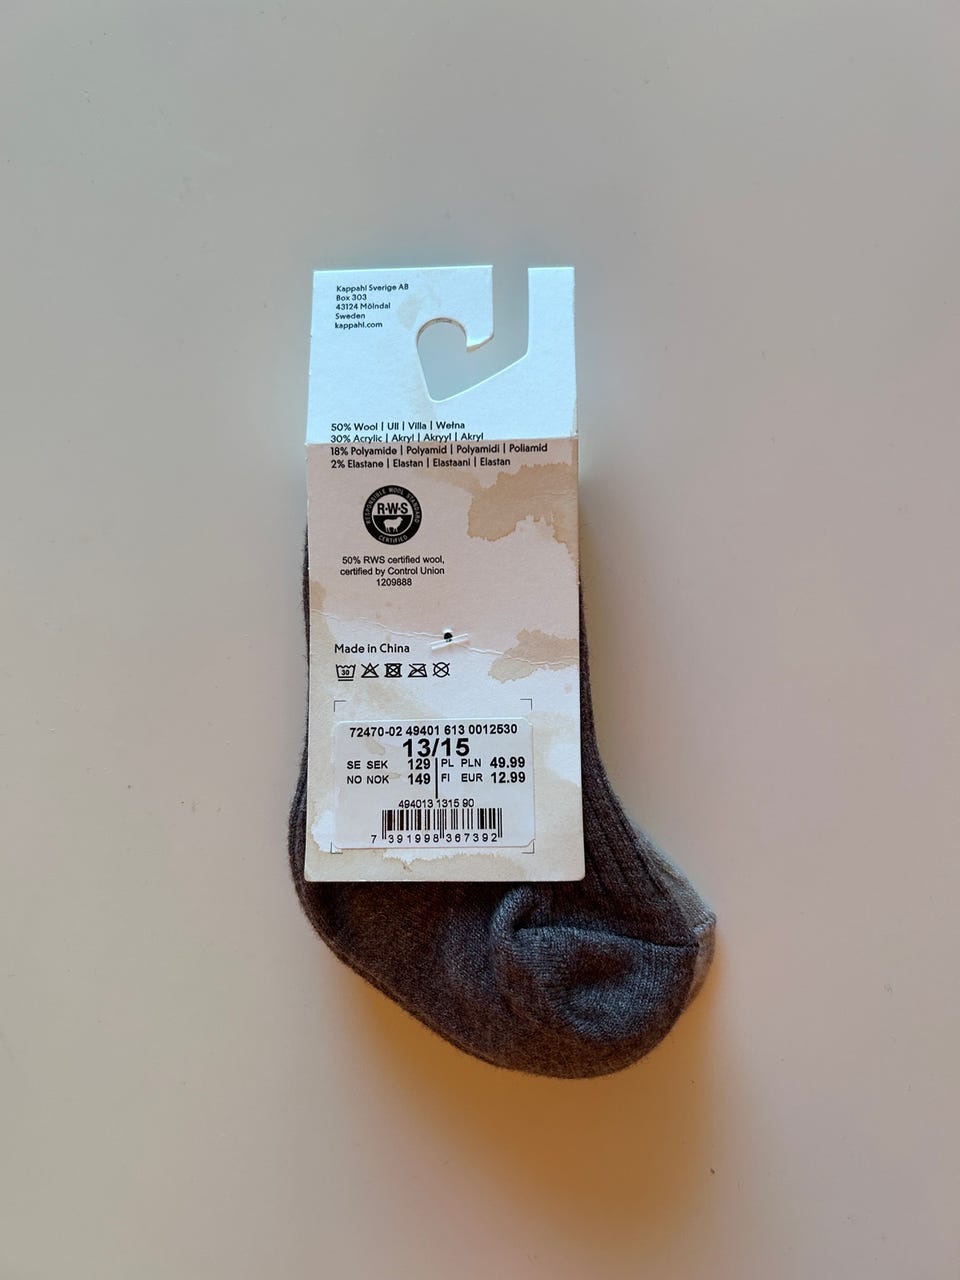 Kappahl Sverige AB
Box 303
43124 Mölndal
Sweden
kappahl.com
50% Wool | Ull | Villa | Wełna
30% Acrylic | Akryl | Akryyl | Akryl
18% Polyamide | Polyamid | Polyamidi | Poliamid
2% Elastane | Elastan | Elastaani | Elastan
RESPONSIBLE WOOL STANDARD
R·W·S
CERTIFIED
50% RWS certified wool,
certified by Control Union
1209888
Made in China
30
72470-02 49401 613 0012530
13/15
SE SEK 129 PL PLN 49.99
NO NOK 149 FI EUR 12.99
494013 1315 90
7 391998 367392